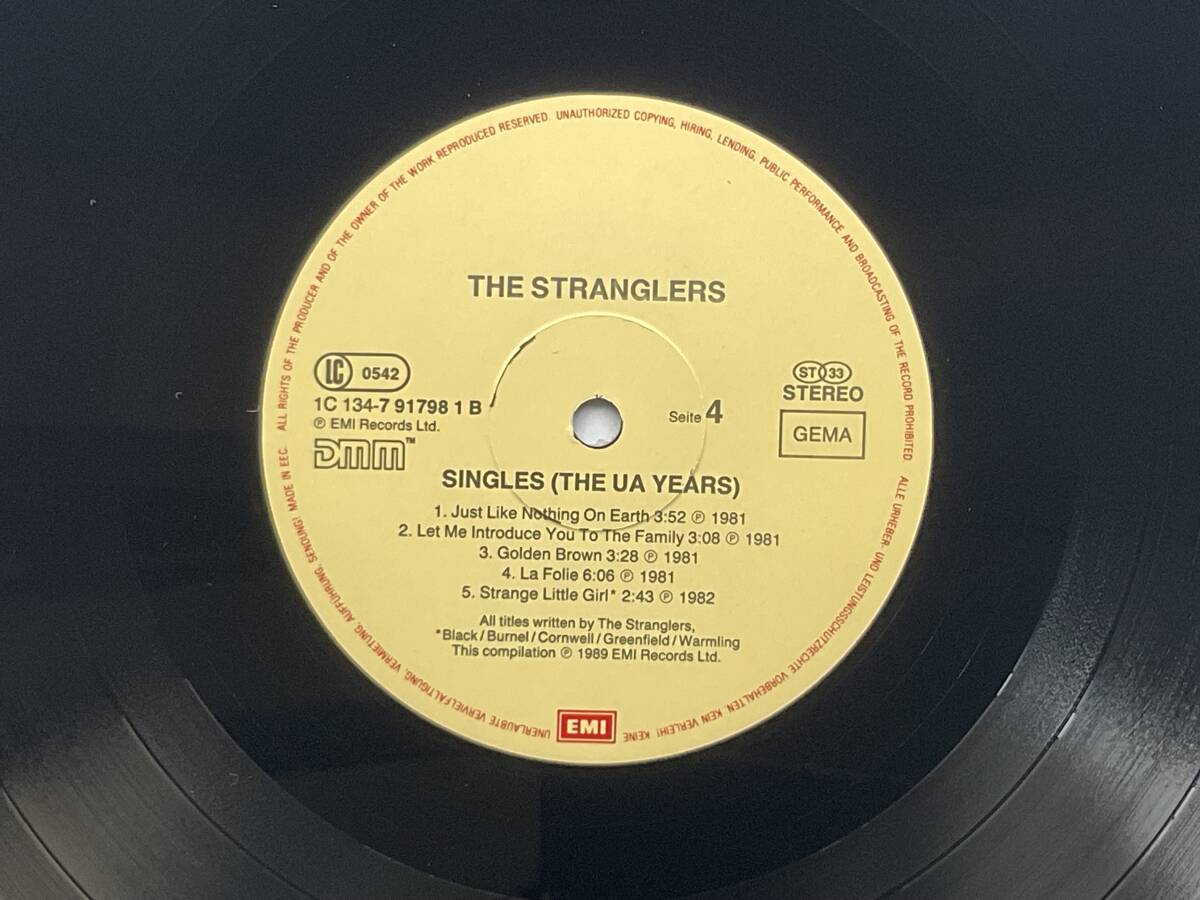 ALL RIGHTS OF THE PRODUCER AND OF THE OWNER OF THE WORK REPRODUCED RESERVED. UNAUTHORIZED COPYING, HIRING, LENDING, PUBLIC PERFORMANCE AND BROADCASTING OF THE RECORD PROHIBITED.
ALLE URHEBER- UND LEISTUNGSSCHUTZRECHTE VORBEHALTEN. KEIN VERLEIH! KEINE UNERLAUBTE VERVIELFÄLTIGUNG, VERMIETUNG, AUFFÜHRUNG, SENDUNG! MADE IN EEC.
THE STRANGLERS
LC 0542
1C 134-7 91798 1 B
℗ EMI Records Ltd.
DMM™
Seite 4
ST 33
STEREO
GEMA
SINGLES (THE UA YEARS)
1. Just Like Nothing On Earth 3:52 ℗ 1981
2. Let Me Introduce You To The Family 3:08 ℗ 1981
3. Golden Brown 3:28 ℗ 1981
4. La Folie 6:06 ℗ 1981
5. Strange Little Girl* 2:43 ℗ 1982
All titles written by The Stranglers,
*Black/Burnel/Cornwell/Greenfield/Warmling
This compilation ℗ 1989 EMI Records Ltd.
EMI